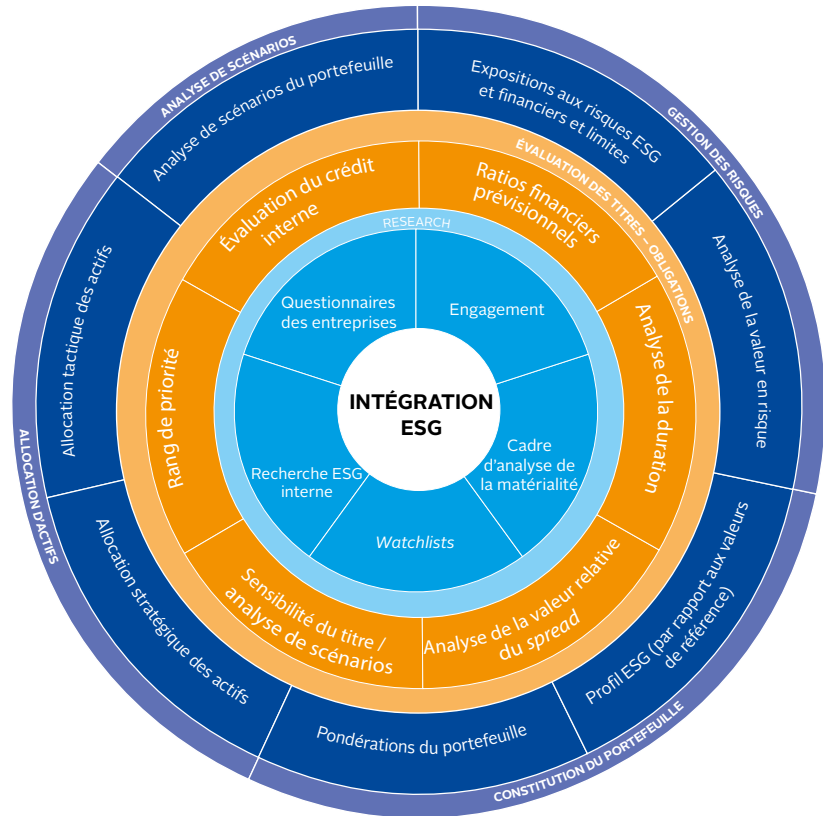 ANALYSE DE SCÉNARIOS
Analyse de scénarios du portefeuille
Expositions aux risques ESG
et financiers et limites
GESTION DES RISQUES
ÉVALUATION DES TITRES – OBLIGATIONS
Évaluation du crédit
interne
Ratios financiers
prévisionnels
RESEARCH
Questionnaires
des entreprises
Engagement
Allocation tactique des actifs
Rang de priorité
INTÉGRATION
ESG
Analyse de la duration
Analyse de la valeur en risque
ALLOCATION D'ACTIFS
Recherche ESG
interne
Cadre
d'analyse de
la matérialité
Watchlists
Allocation stratégique des actifs
Sensibilité du titre /
analyse de scénarios
Analyse de la valeur relative
du spread
Profil ESG (par rapport aux valeurs
de référence)
Pondérations du portefeuille
CONSTITUTION DU PORTEFEUILLE